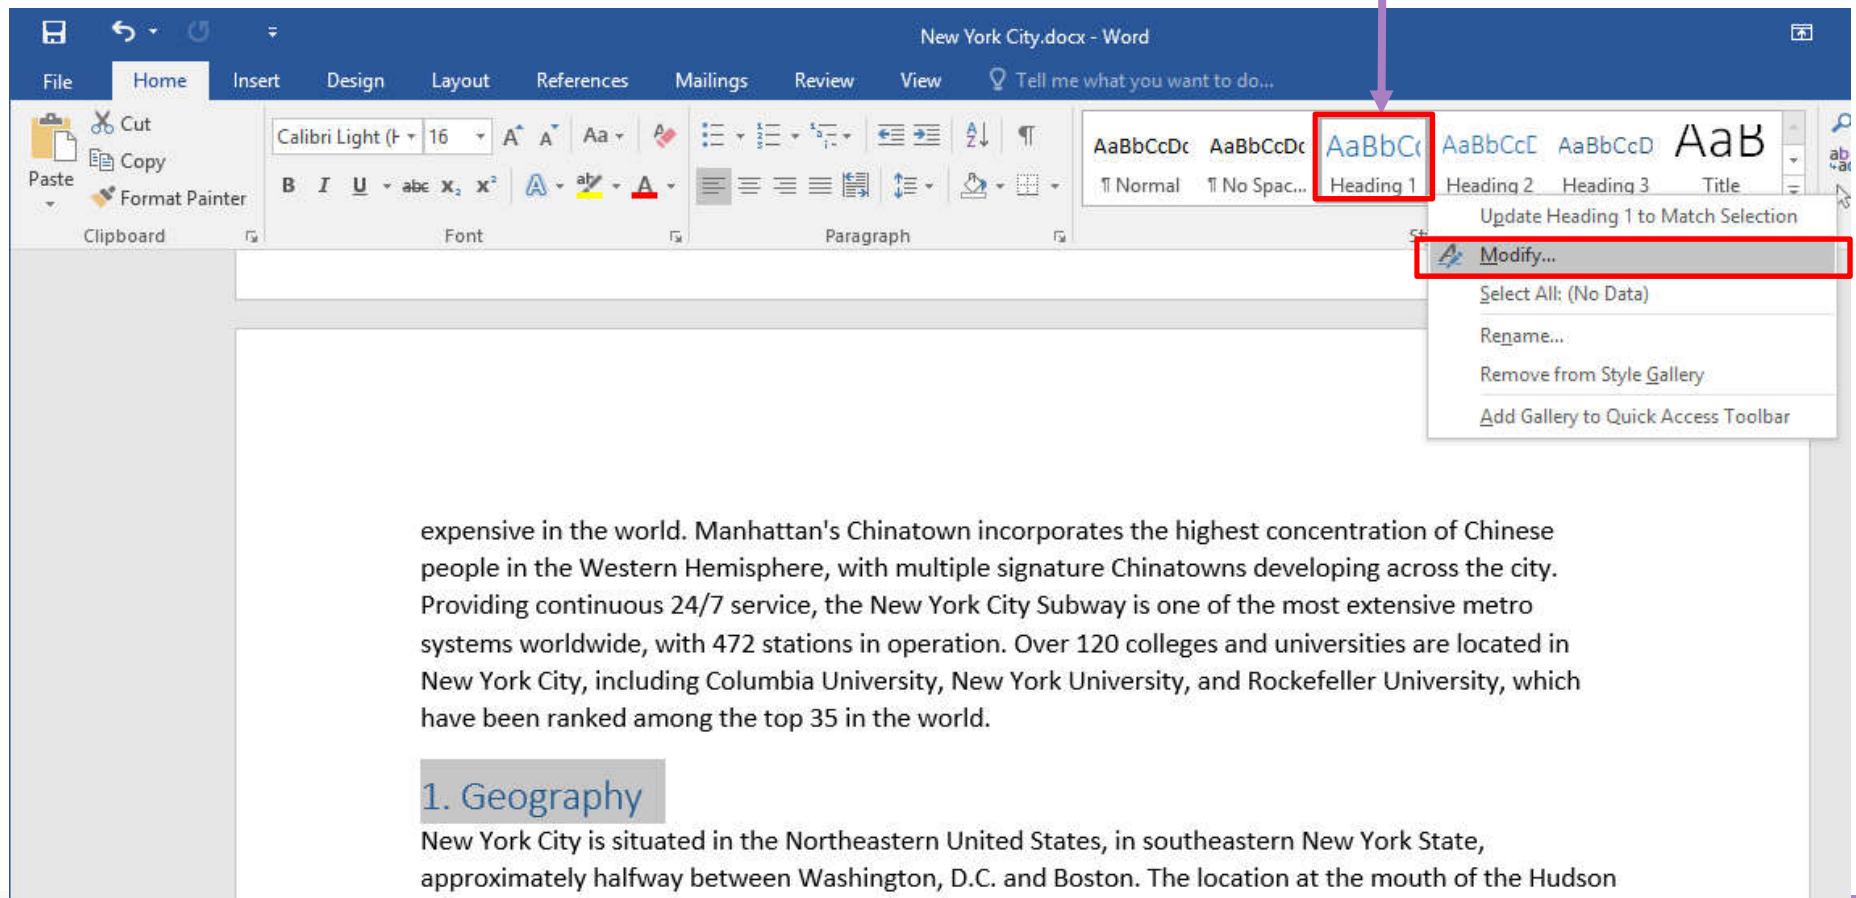 New York City.docx - Word
File Home Insert Design Layout References Mailings Review View Tell me what you want to do...
Paste
Cut
Copy
Format Painter
Clipboard
Calibri Light (H 16
Font
Paragraph
AaBbCcDc AaBbCcDc AaBbCc AaBbCcD AaBbCcD AaB
¶ Normal ¶ No Spac... Heading 1 Heading 2 Heading 3 Title
Update Heading 1 to Match Selection
Modify...
Select All: (No Data)
Rename...
Remove from Style Gallery
Add Gallery to Quick Access Toolbar
expensive in the world. Manhattan's Chinatown incorporates the highest concentration of Chinese
people in the Western Hemisphere, with multiple signature Chinatowns developing across the city.
Providing continuous 24/7 service, the New York City Subway is one of the most extensive metro
systems worldwide, with 472 stations in operation. Over 120 colleges and universities are located in
New York City, including Columbia University, New York University, and Rockefeller University, which
have been ranked among the top 35 in the world.
1. Geography
New York City is situated in the Northeastern United States, in southeastern New York State,
approximately halfway between Washington, D.C. and Boston. The location at the mouth of the Hudson